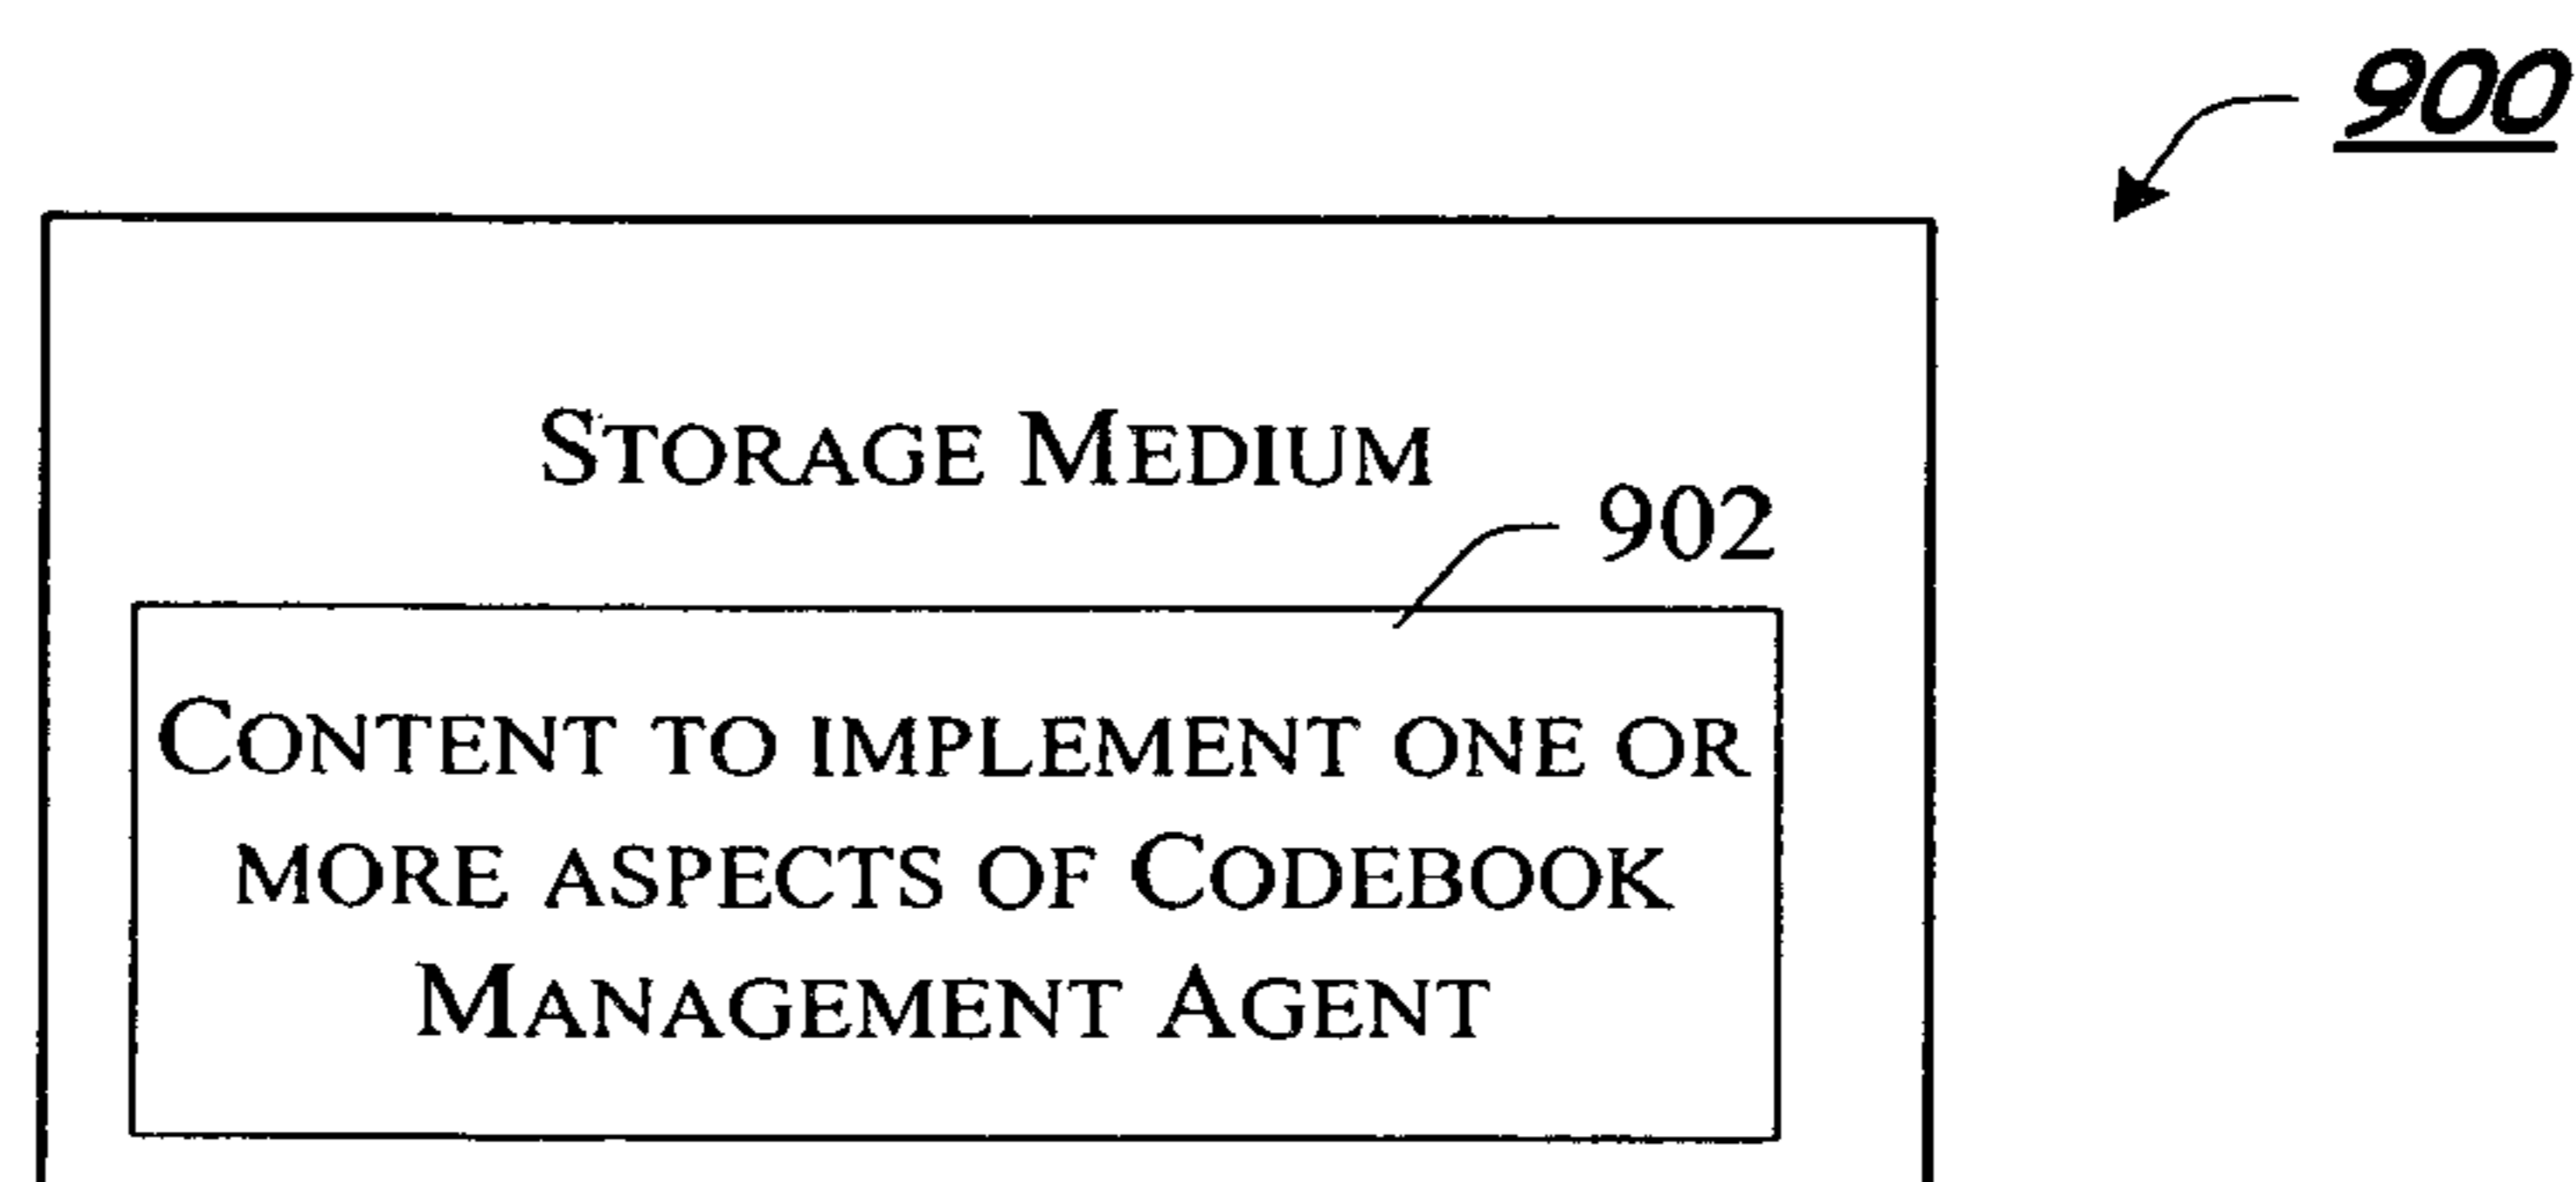 900
STORAGE MEDIUM
902
CONTENT TO IMPLEMENT ONE OR
MORE ASPECTS OF CODEBOOK
MANAGEMENT AGENT